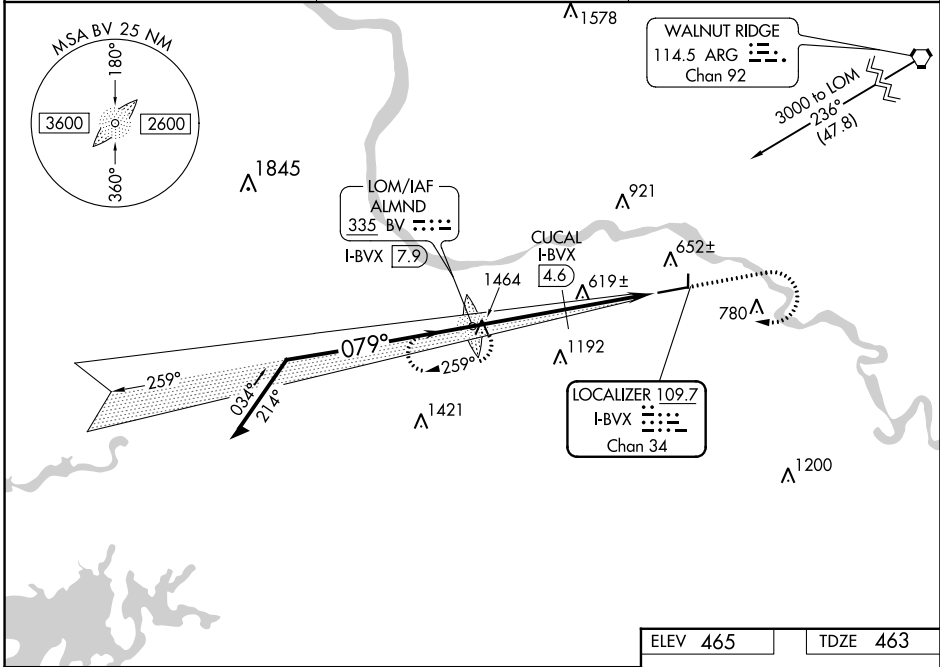 MSA BV 25 NM
180°
3600
2600
360°
1578
WALNUT RIDGE
114.5 ARG
Chan 92
3000 to LOM
236°
(47.8)
1845
LOM/IAF
ALMND
335 BV
I-BVX 7.9
921
CUCAL
I-BVX
4.6
1464
652±
619±
780
079°
259°
259°
034°
214°
1192
1421
LOCALIZER 109.7
I-BVX
Chan 34
1200
ELEV 465
TDZE 463